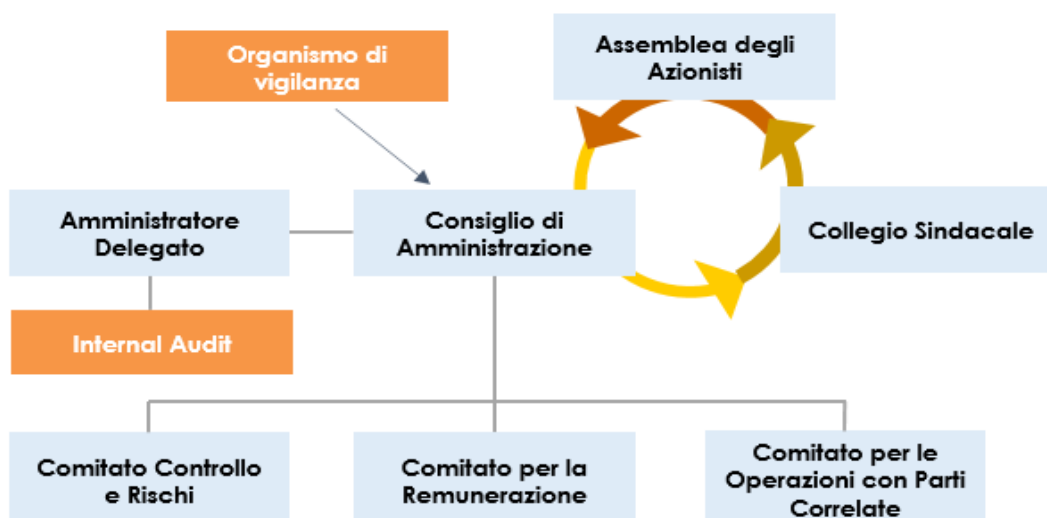 Organismo di
vigilanza
Assemblea degli
Azionisti
Amministratore
Delegato
Consiglio di
Amministrazione
Collegio Sindacale
Internal Audit
Comitato Controllo
e Rischi
Comitato per la
Remunerazione
Comitato per le
Operazioni con Parti
Correlate